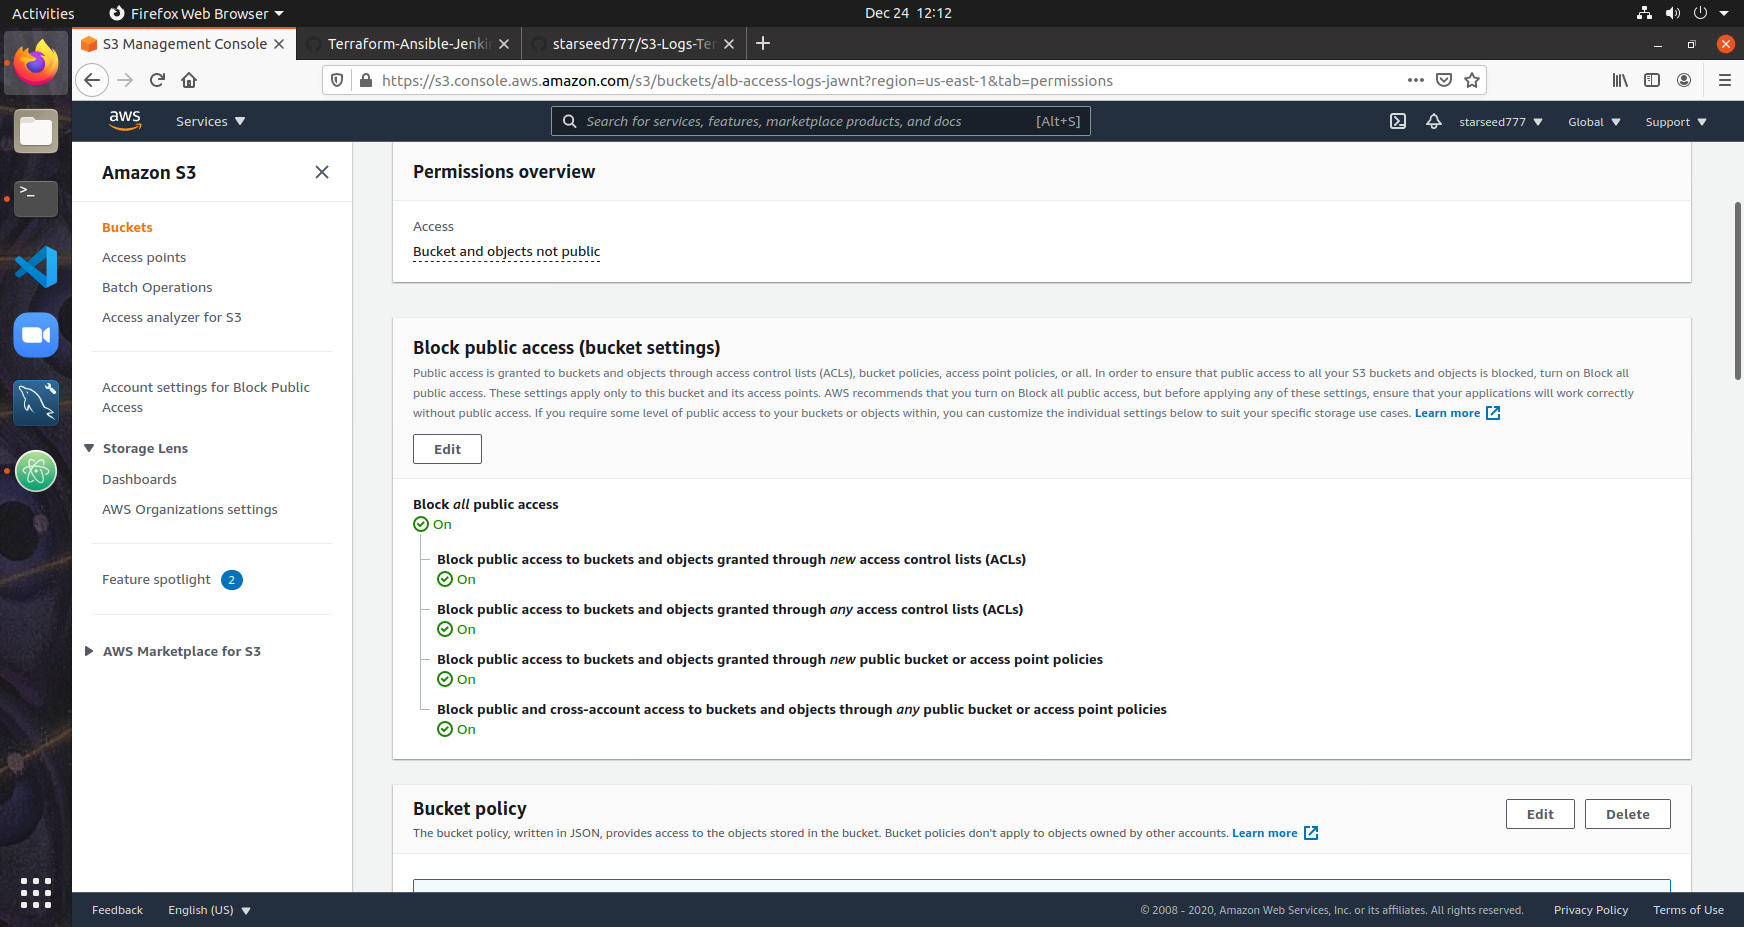 Activities
Firefox Web Browser
Dec 24 12:12
S3 Management Console
Terraform-Ansible-Jenki
starseed777/S3-Logs-Ter
https://s3.console.aws.amazon.com/s3/buckets/alb-access-logs-jawnt?region=us-east-1&tab=permissions
aws
Services
Search for services, features, marketplace products, and docs
[Alt+S]
starseed777
Global
Support
Amazon S3
Buckets
Access points
Batch Operations
Access analyzer for S3
Account settings for Block Public
Access
Storage Lens
Dashboards
AWS Organizations settings
Feature spotlight 2
AWS Marketplace for S3
Permissions overview
Access
Bucket and objects not public
Block public access (bucket settings)
Public access is granted to buckets and objects through access control lists (ACLs), bucket policies, access point policies, or all. In order to ensure that public access to all your S3 buckets and objects is blocked, turn on Block all
public access. These settings apply only to this bucket and its access points. AWS recommends that you turn on Block all public access, but before applying any of these settings, ensure that your applications will work correctly
without public access. If you require some level of public access to your buckets or objects within, you can customize the individual settings below to suit your specific storage use cases. Learn more
Edit
Block all public access
On
Block public access to buckets and objects granted through new access control lists (ACLs)
On
Block public access to buckets and objects granted through any access control lists (ACLs)
On
Block public access to buckets and objects granted through new public bucket or access point policies
On
Block public and cross-account access to buckets and objects through any public bucket or access point policies
On
Bucket policy
The bucket policy, written in JSON, provides access to the objects stored in the bucket. Bucket policies don't apply to objects owned by other accounts. Learn more
Edit
Delete
Feedback
English (US)
© 2008 - 2020, Amazon Web Services, Inc. or its affiliates. All rights reserved.
Privacy Policy
Terms of Use